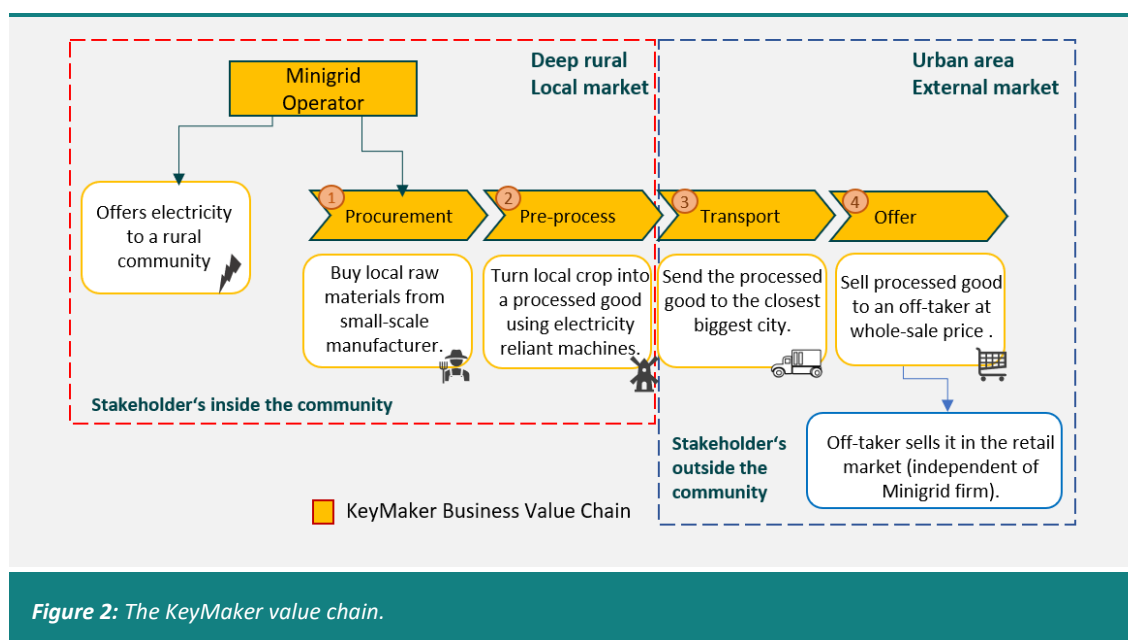 Deep rural
Local market
Urban area
External market
Minigrid
Operator
Offers electricity
to a rural
community
1
Procurement
2
Pre-process
3
Transport
4
Offer
Buy local raw
materials from
small-scale
manufacturer.
Turn local crop into
a processed good
using electricity
reliant machines.
Send the processed
good to the closest
biggest city.
Sell processed good
to an off-taker at
whole-sale price .
Stakeholder‘s inside the community
Stakeholder‘s
outside the
community
Off-taker sells it in the retail
market (independent of
Minigrid firm).
KeyMaker Business Value Chain
Figure 2: The KeyMaker value chain.